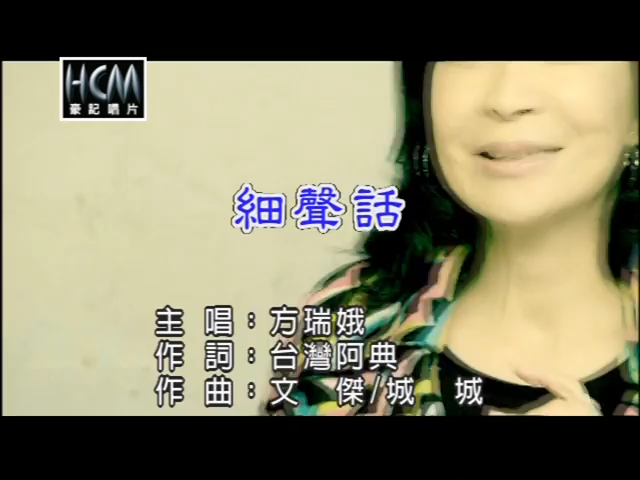 HCM
豪記唱片
細聲話
主唱：方瑞娥
作詞：台灣阿典
作曲：文 傑/城 城